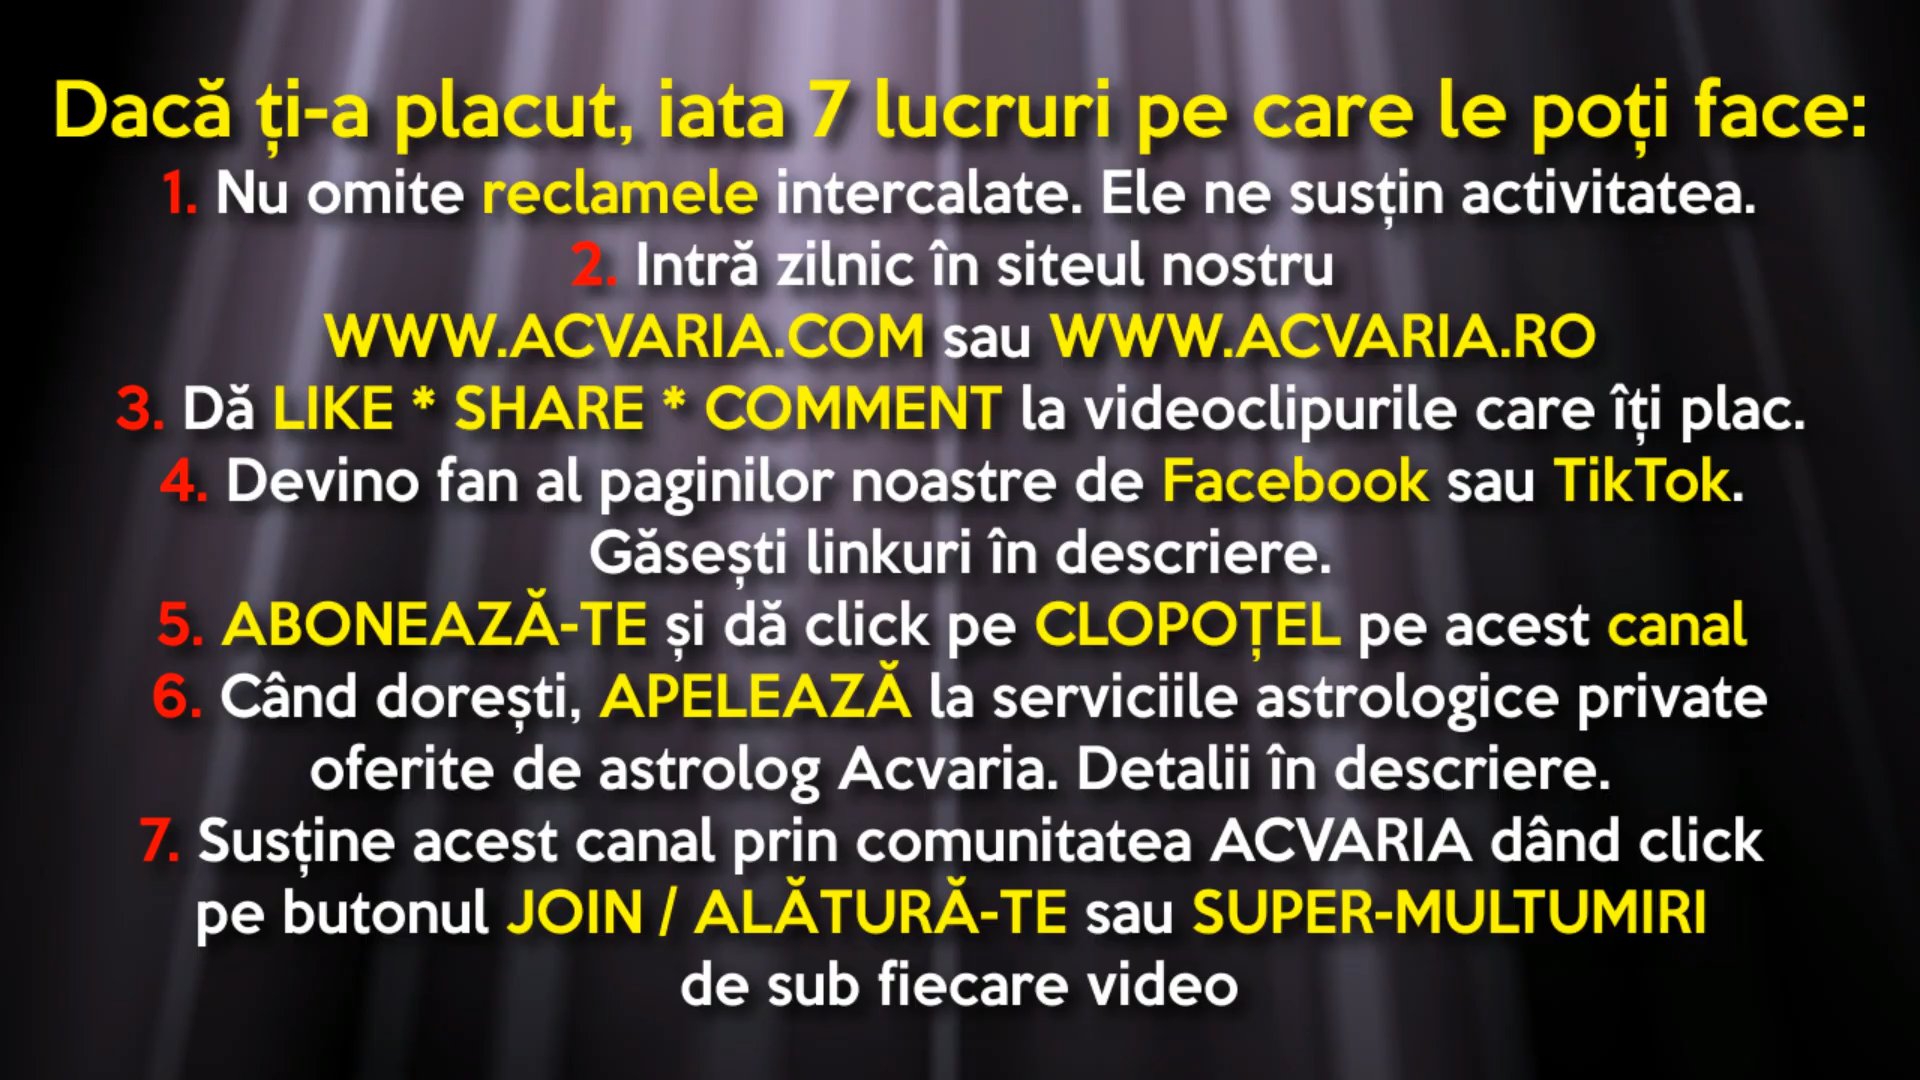 Dacă ți-a placut, iata 7 lucruri pe care le poți face:
1. Nu omite reclamele intercalate. Ele ne susțin activitatea.
2. Intră zilnic în siteul nostru
WWW.ACVARIA.COM sau WWW.ACVARIA.RO
3. Dă LIKE * SHARE * COMMENT la videoclipurile care îți plac.
4. Devino fan al paginilor noastre de Facebook sau TikTok.
Găsești linkuri în descriere.
5. ABONEAZĂ-TE și dă click pe CLOPOȚEL pe acest canal
6. Când dorești, APELEAZĂ la serviciile astrologice private
oferite de astrolog Acvaria. Detalii în descriere.
7. Susține acest canal prin comunitatea ACVARIA dând click
pe butonul JOIN / ALĂTURĂ-TE sau SUPER-MULTUMIRI
de sub fiecare video